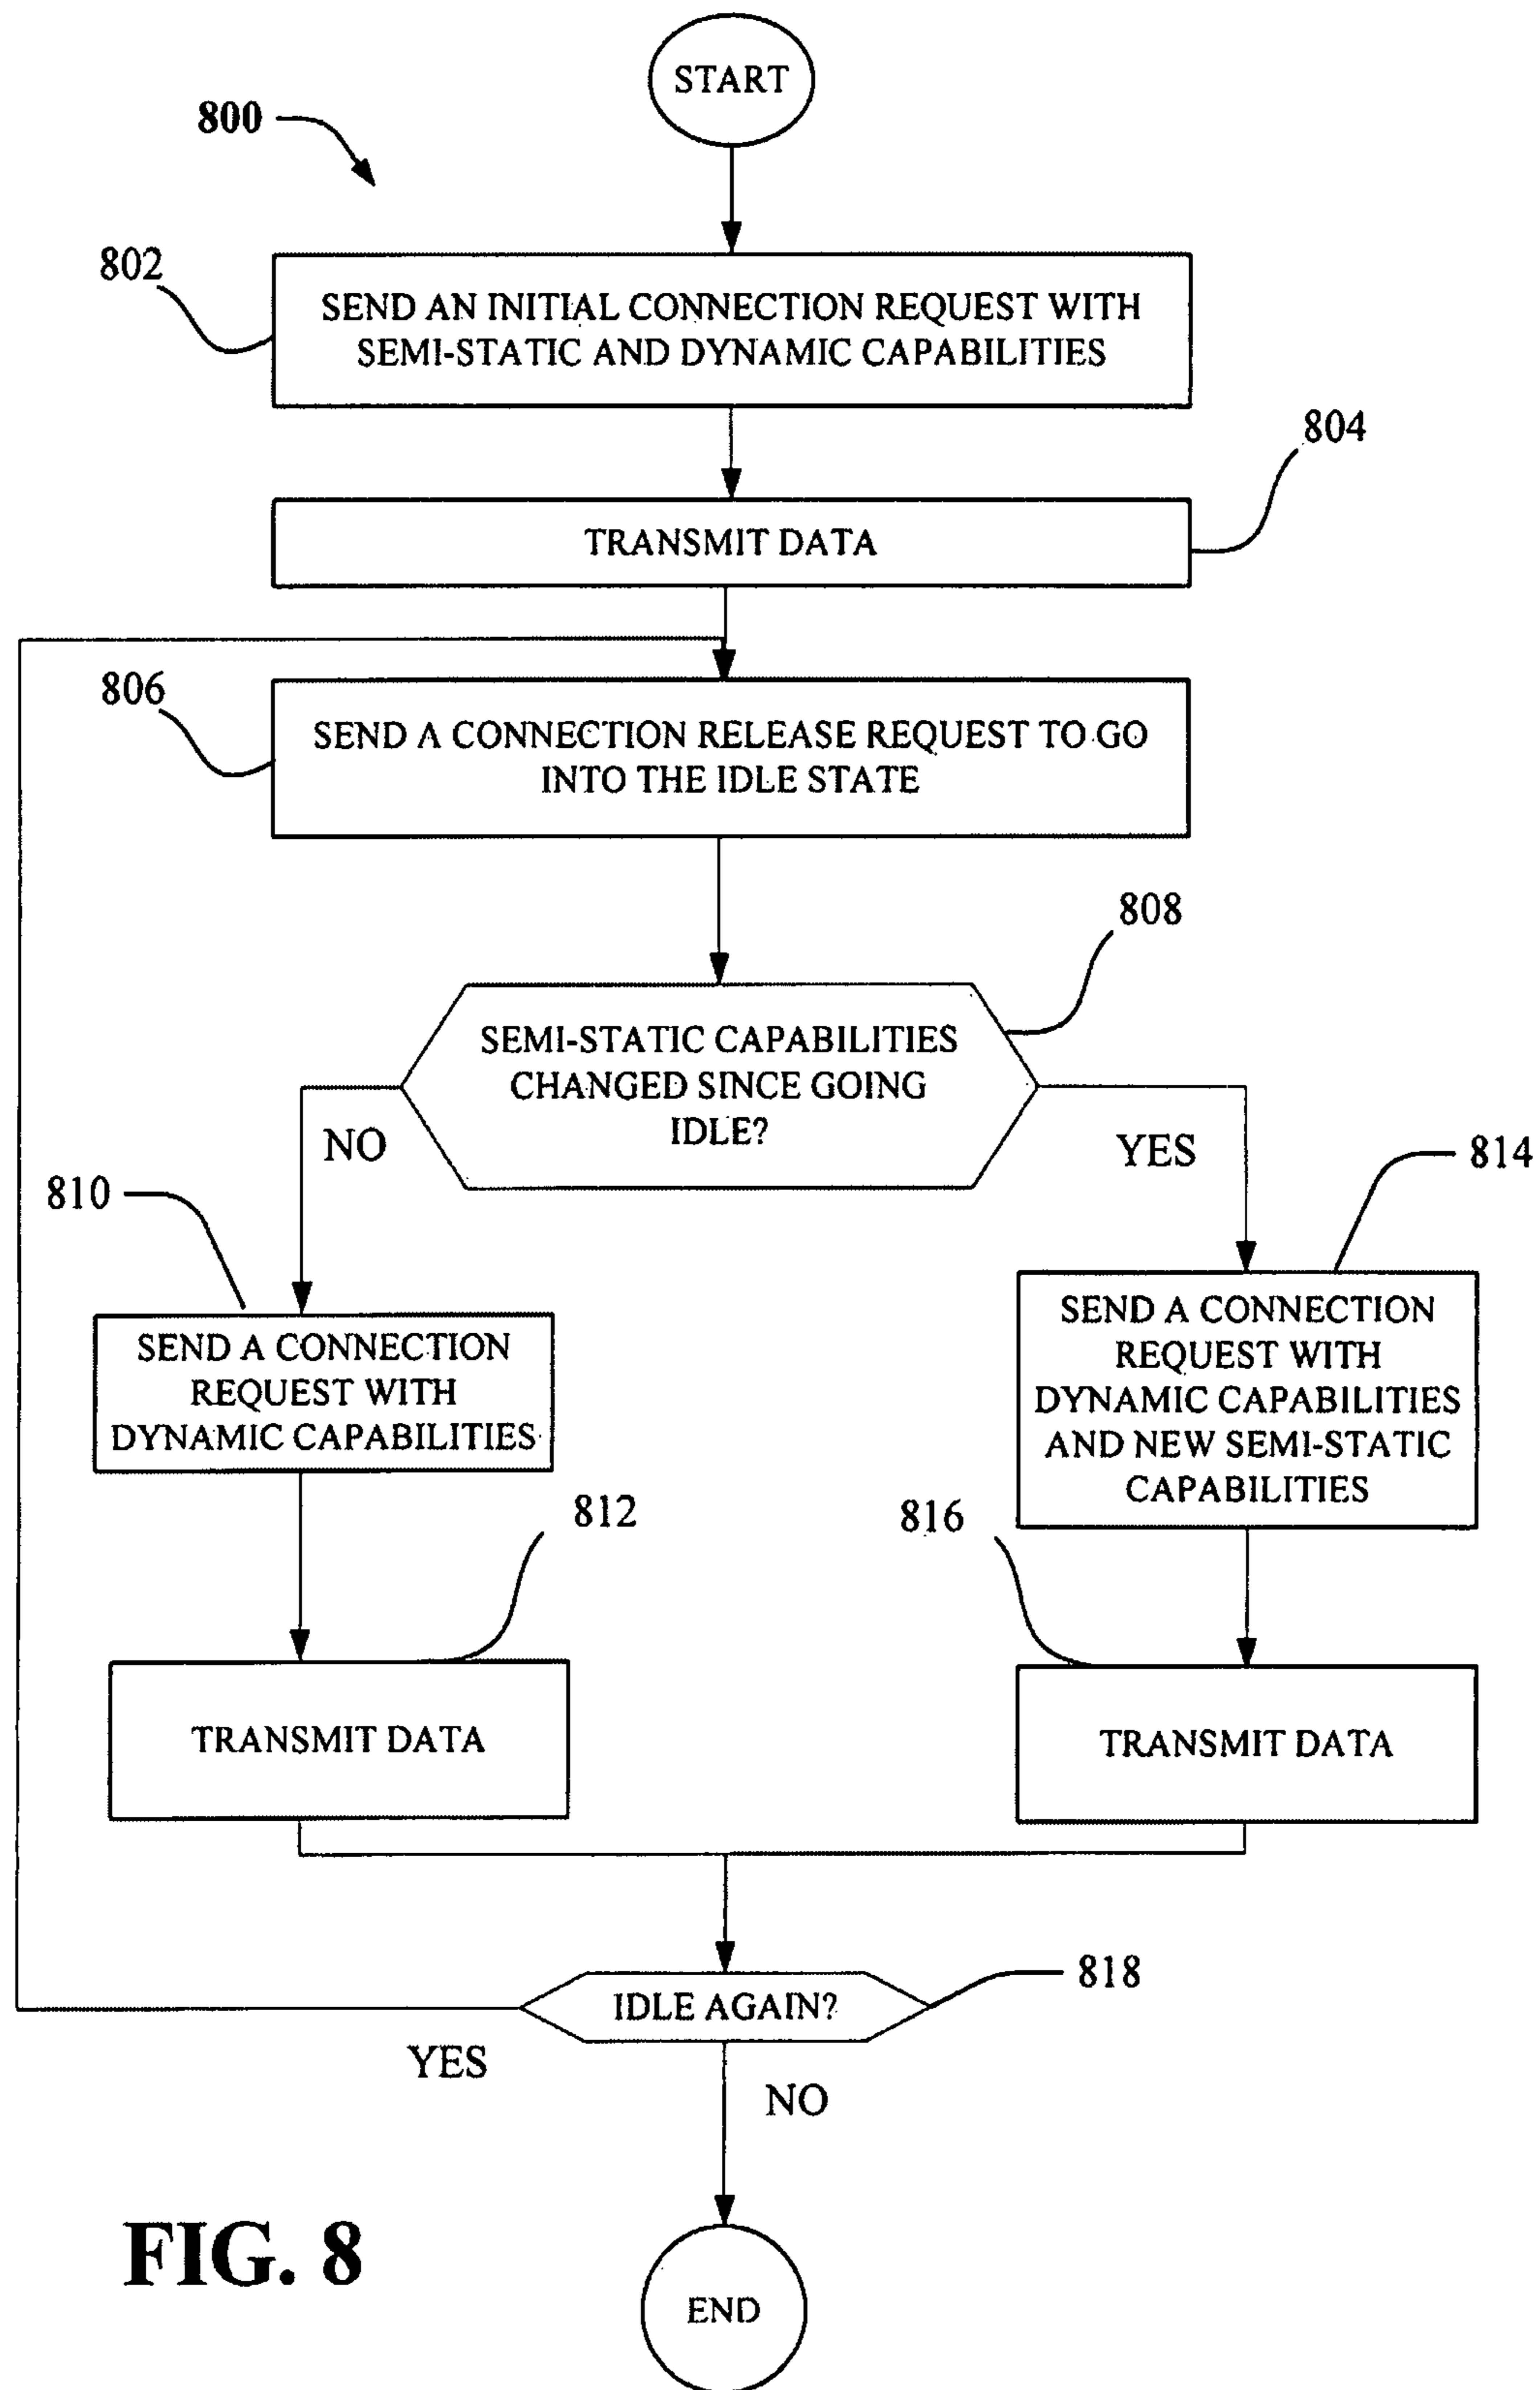 START
800
802
SEND AN INITIAL CONNECTION REQUEST WITH
SEMI-STATIC AND DYNAMIC CAPABILITIES
804
TRANSMIT DATA
806
SEND A CONNECTION RELEASE REQUEST TO GO
INTO THE IDLE STATE
808
SEMI-STATIC CAPABILITIES
CHANGED SINCE GOING
IDLE?
NO
YES
814
810
SEND A CONNECTION
REQUEST WITH
DYNAMIC CAPABILITIES
SEND A CONNECTION
REQUEST WITH
DYNAMIC CAPABILITIES
AND NEW SEMI-STATIC
CAPABILITIES
812
816
TRANSMIT DATA
TRANSMIT DATA
818
IDLE AGAIN?
YES
NO
FIG. 8
END